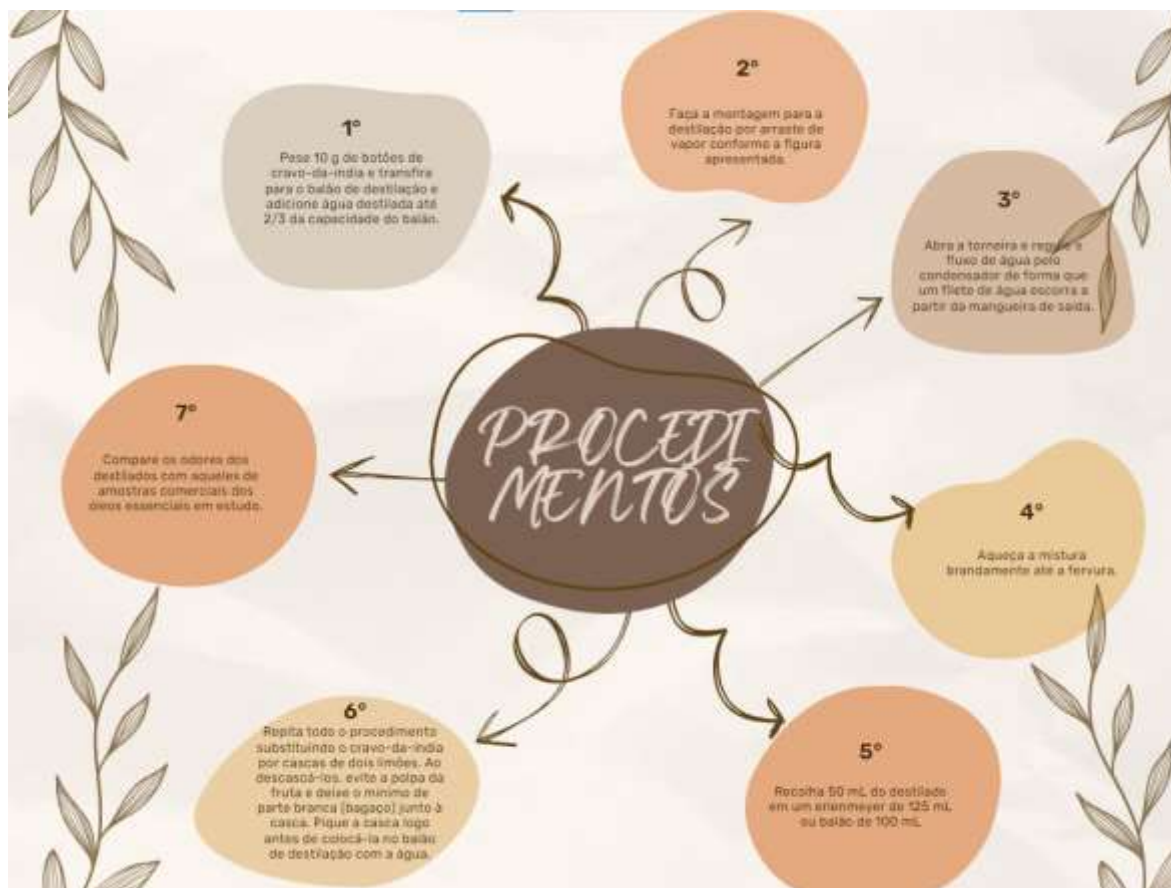 1º
Pese 10 g de botões de
cravo-da-índia e transfira
para o balão de destilação e
adicione água destilada até
2/3 da capacidade do balão.
2º
Faça a montagem para a
destilação por arraste de
vapor conforme a figura
apresentada.
3º
Abra a torneira e regule o
fluxo de água pelo
condensador de forma que
um filete de água escorra a
partir da mangueira de saída.
PROCEDI
MENTOS
4º
Aqueça a mistura
brandamente até a fervura.
5º
Recolha 50 mL do destilado
em um erlenmeyer de 125 mL
ou balão de 100 mL
6º
Repita todo o procedimento
substituindo o cravo-da-índia
por cascas de dois limões. Ao
descascá-los, evite a polpa da
fruta e deixe o mínimo de
parte branca (bagaço) junto à
casca. Pique a casca logo
antes de colocá-la no balão
de destilação com a água.
7º
Compare os odores dos
destilados com aqueles de
amostras comerciais dos
óleos essenciais em estudo.